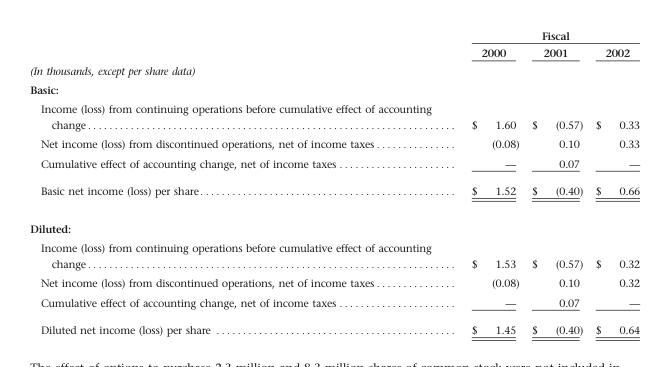 Fiscal
2000 2001 2002
(In thousands, except per share data)
Basic:
Income (loss) from continuing operations before cumulative effect of accounting
change $ 1.60 $ (0.57) $ 0.33
Net income (loss) from discontinued operations, net of income taxes (0.08) 0.10 0.33
Cumulative effect of accounting change, net of income taxes — 0.07 —
Basic net income (loss) per share $ 1.52 $ (0.40) $ 0.66
Diluted:
Income (loss) from continuing operations before cumulative effect of accounting
change $ 1.53 $ (0.57) $ 0.32
Net income (loss) from discontinued operations, net of income taxes (0.08) 0.10 0.32
Cumulative effect of accounting change, net of income taxes — 0.07 —
Diluted net income (loss) per share $ 1.45 $ (0.40) $ 0.64
The effect of options to purchase 2.3 million and 8.3 million shares of common stock were not included in